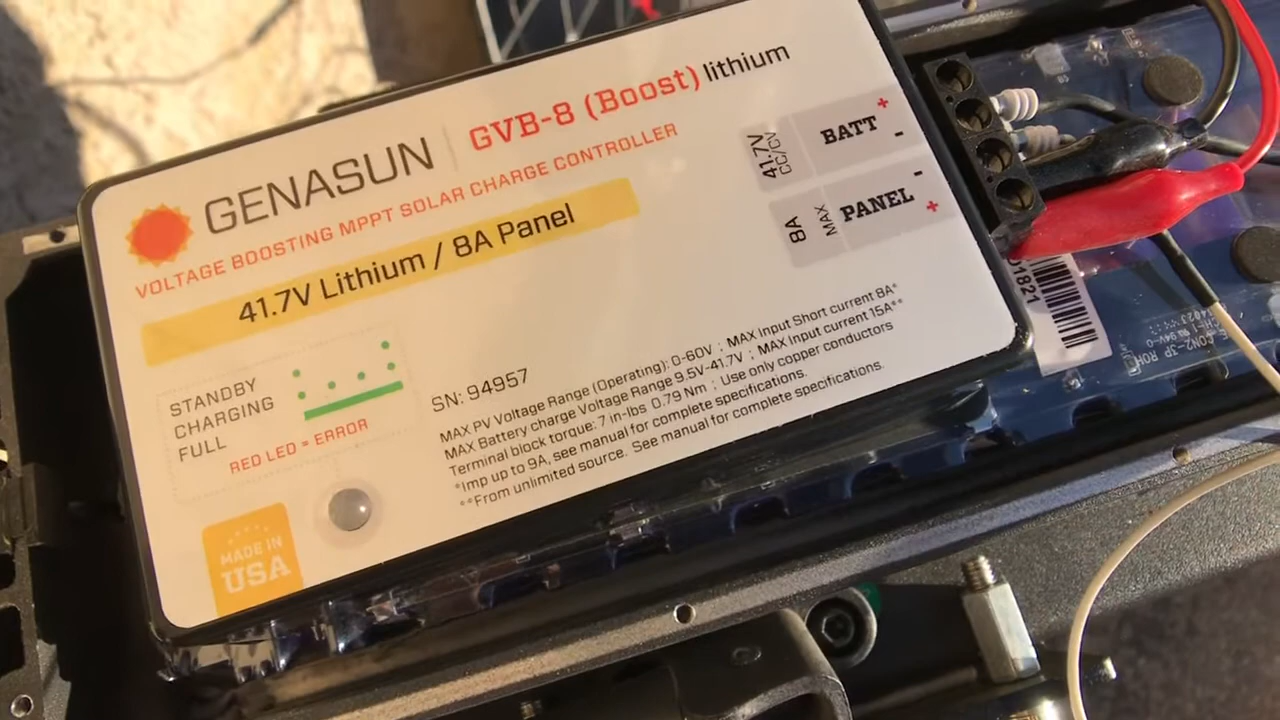 GENASUN | GVB-8 (Boost) lithium
VOLTAGE BOOSTING MPPT SOLAR CHARGE CONTROLLER
41.7V Lithium / 8A Panel
41.7V
CC/CV
BATT
+
-
8A
MAX
PANEL
-
+
STANDBY
CHARGING
FULL
RED LED = ERROR
SN: 94957
MAX PV Voltage Range (Operating): 0-60V ; MAX Input Short current 8A*
MAX Battery charge Voltage Range 9.5V-41.7V ; MAX Input current 15A**
Terminal block torque: 7 in-lbs 0.79 Nm ; Use only copper conductors
*Imp up to 9A, see manual for complete specifications.
**From unlimited source. See manual for complete specifications.
MADE IN
USA
01821